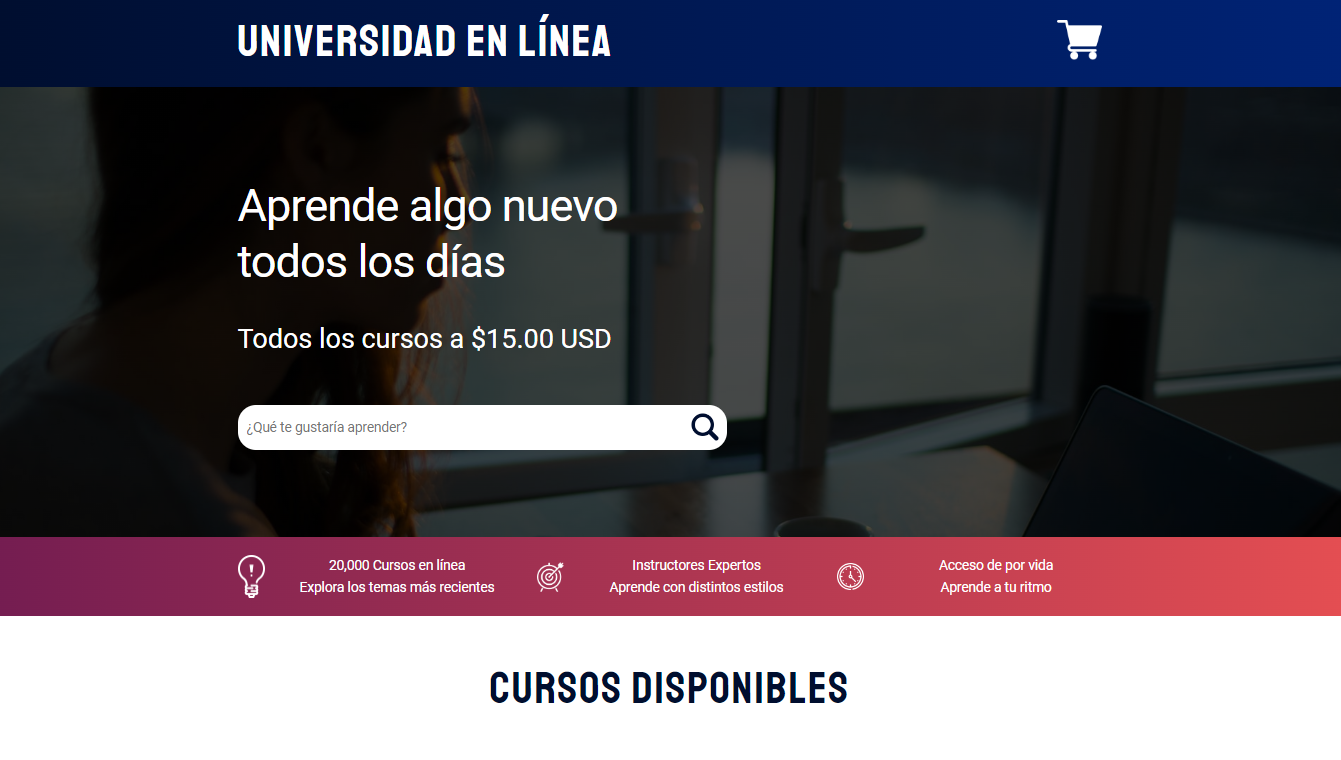 UNIVERSIDAD EN LÍNEA
Aprende algo nuevo
todos los días
Todos los cursos a $15.00 USD
¿Qué te gustaría aprender?
20,000 Cursos en línea
Explora los temas más recientes
Instructores Expertos
Aprende con distintos estilos
Acceso de por vida
Aprende a tu ritmo
CURSOS DISPONIBLES